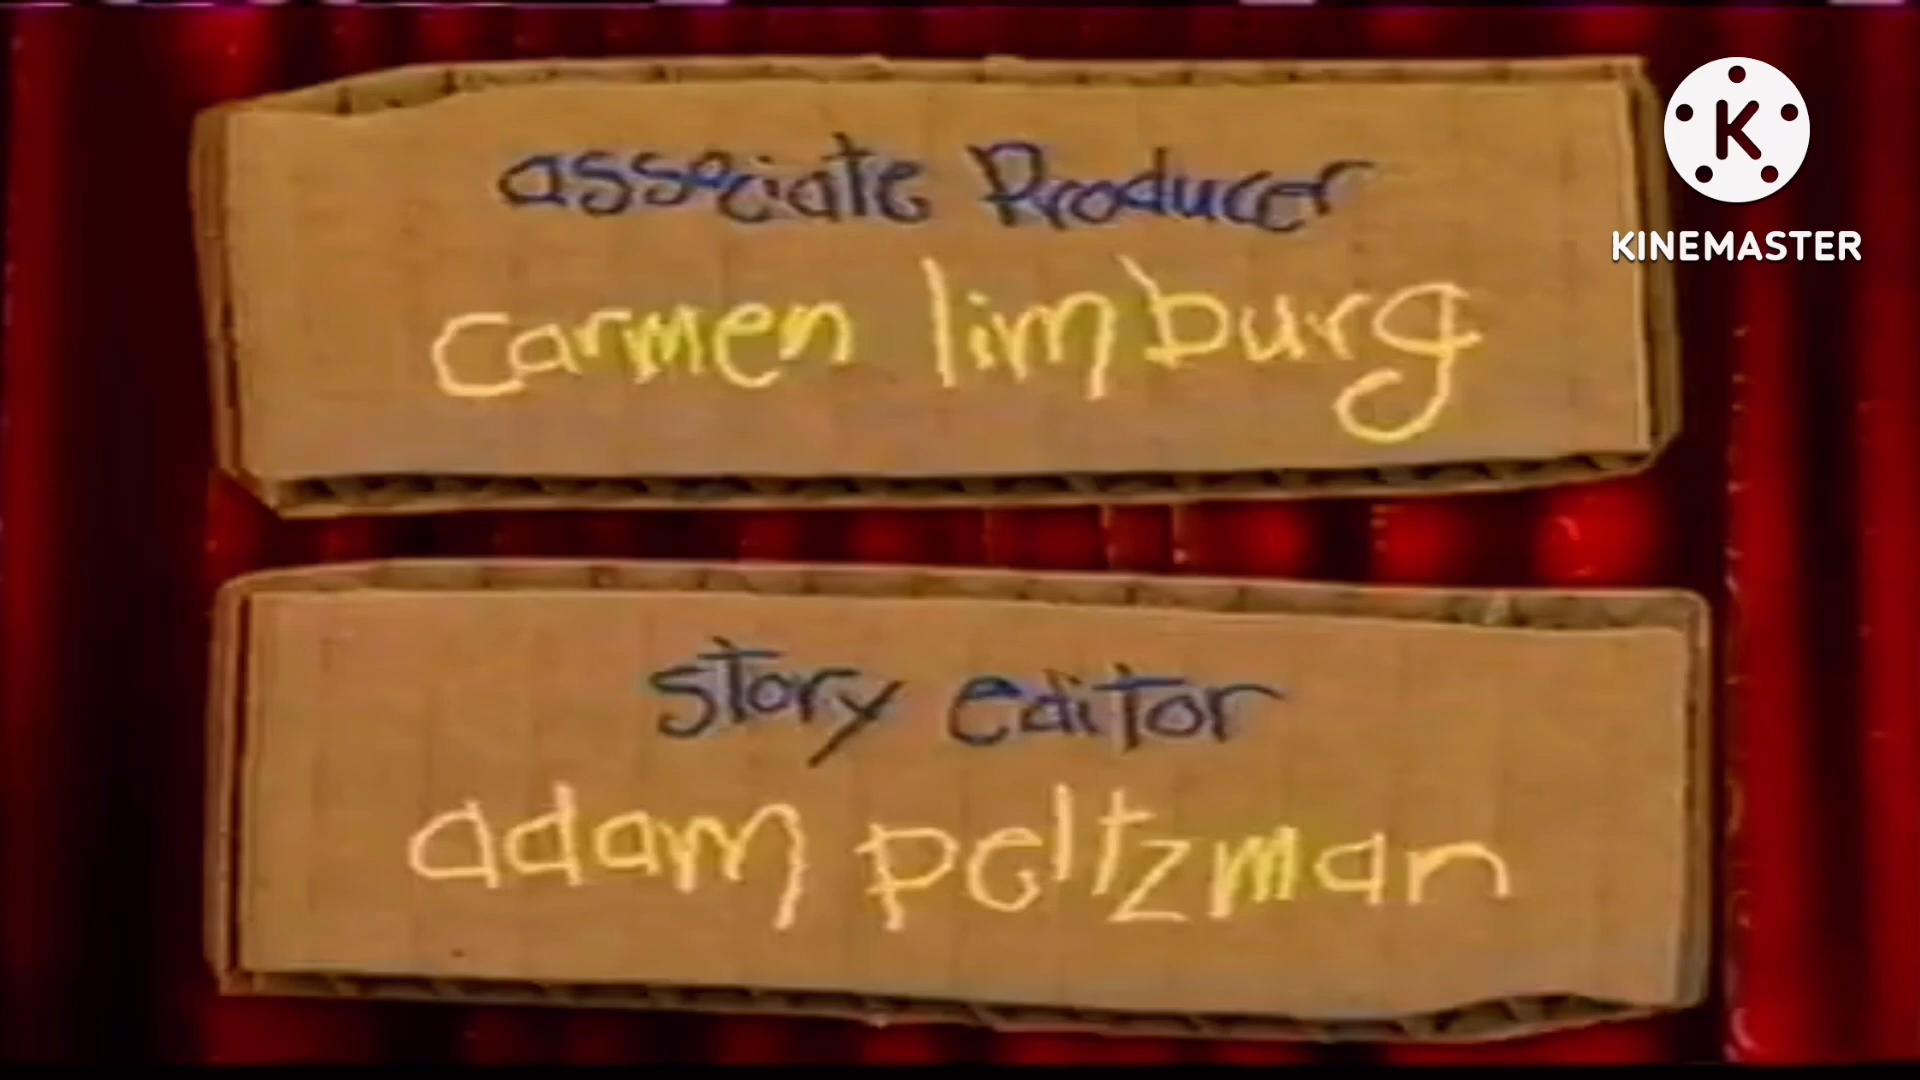 associate Producer
carmen limburg
story editor
adam peltzman
K
KINEMASTER